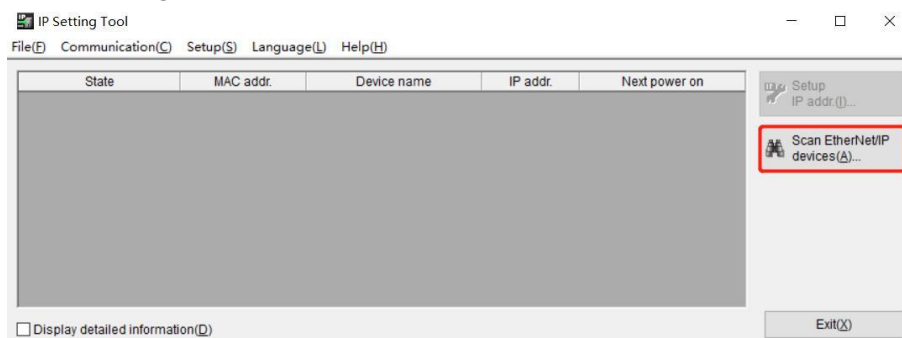 IP Setting Tool
File(F) Communication(C) Setup(S) Language(L) Help(H)
State MAC addr. Device name IP addr. Next power on
Setup
IP addr.(I)...
Scan EtherNet/IP
devices(A)...
Display detailed information(D)
Exit(X)